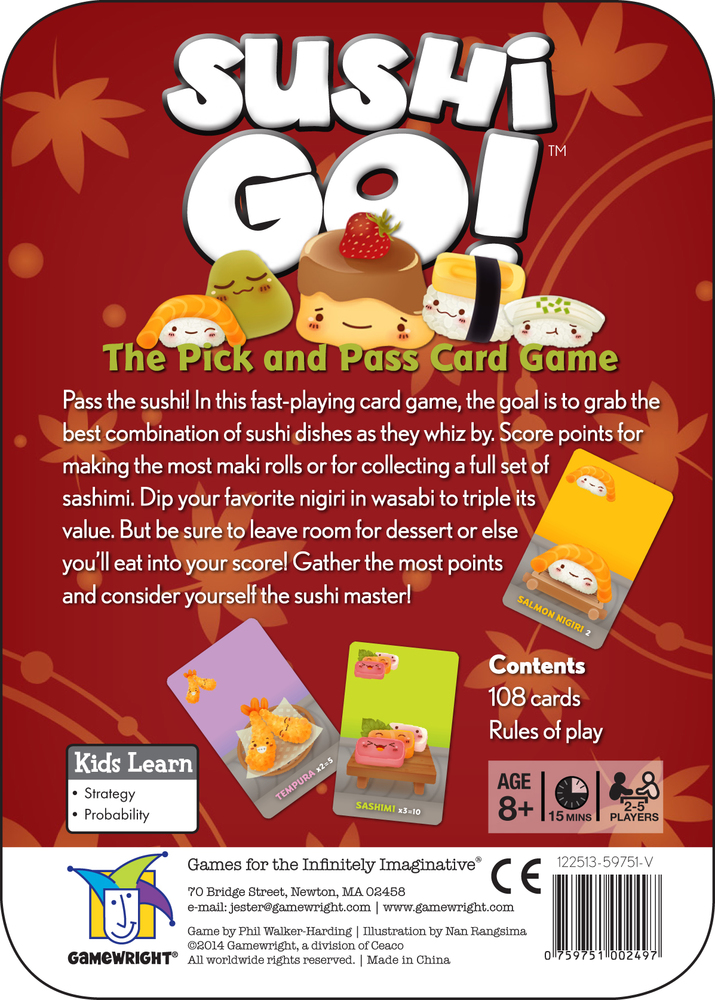 SUSHI
GO!™
The Pick and Pass Card Game
Pass the sushi! In this fast-playing card game, the goal is to grab the
best combination of sushi dishes as they whiz by. Score points for
making the most maki rolls or for collecting a full set of
sashimi. Dip your favorite nigiri in wasabi to triple its
value. But be sure to leave room for dessert or else
you'll eat into your score! Gather the most points
and consider yourself the sushi master!
SALMON NIGIRI 2
TEMPURA x2=5
SASHIMI x3=10
Contents
108 cards
Rules of play
Kids Learn
• Strategy
• Probability
AGE
8+
15 MINS
2-5
PLAYERS
GAMEWRIGHT®
Games for the Infinitely Imaginative®
70 Bridge Street, Newton, MA 02458
e-mail: jester@gamewright.com | www.gamewright.com
Game by Phil Walker-Harding | Illustration by Nan Rangsima
©2014 Gamewright, a division of Ceaco
All worldwide rights reserved. | Made in China
CE
122513-59751-V
0 759751 002497